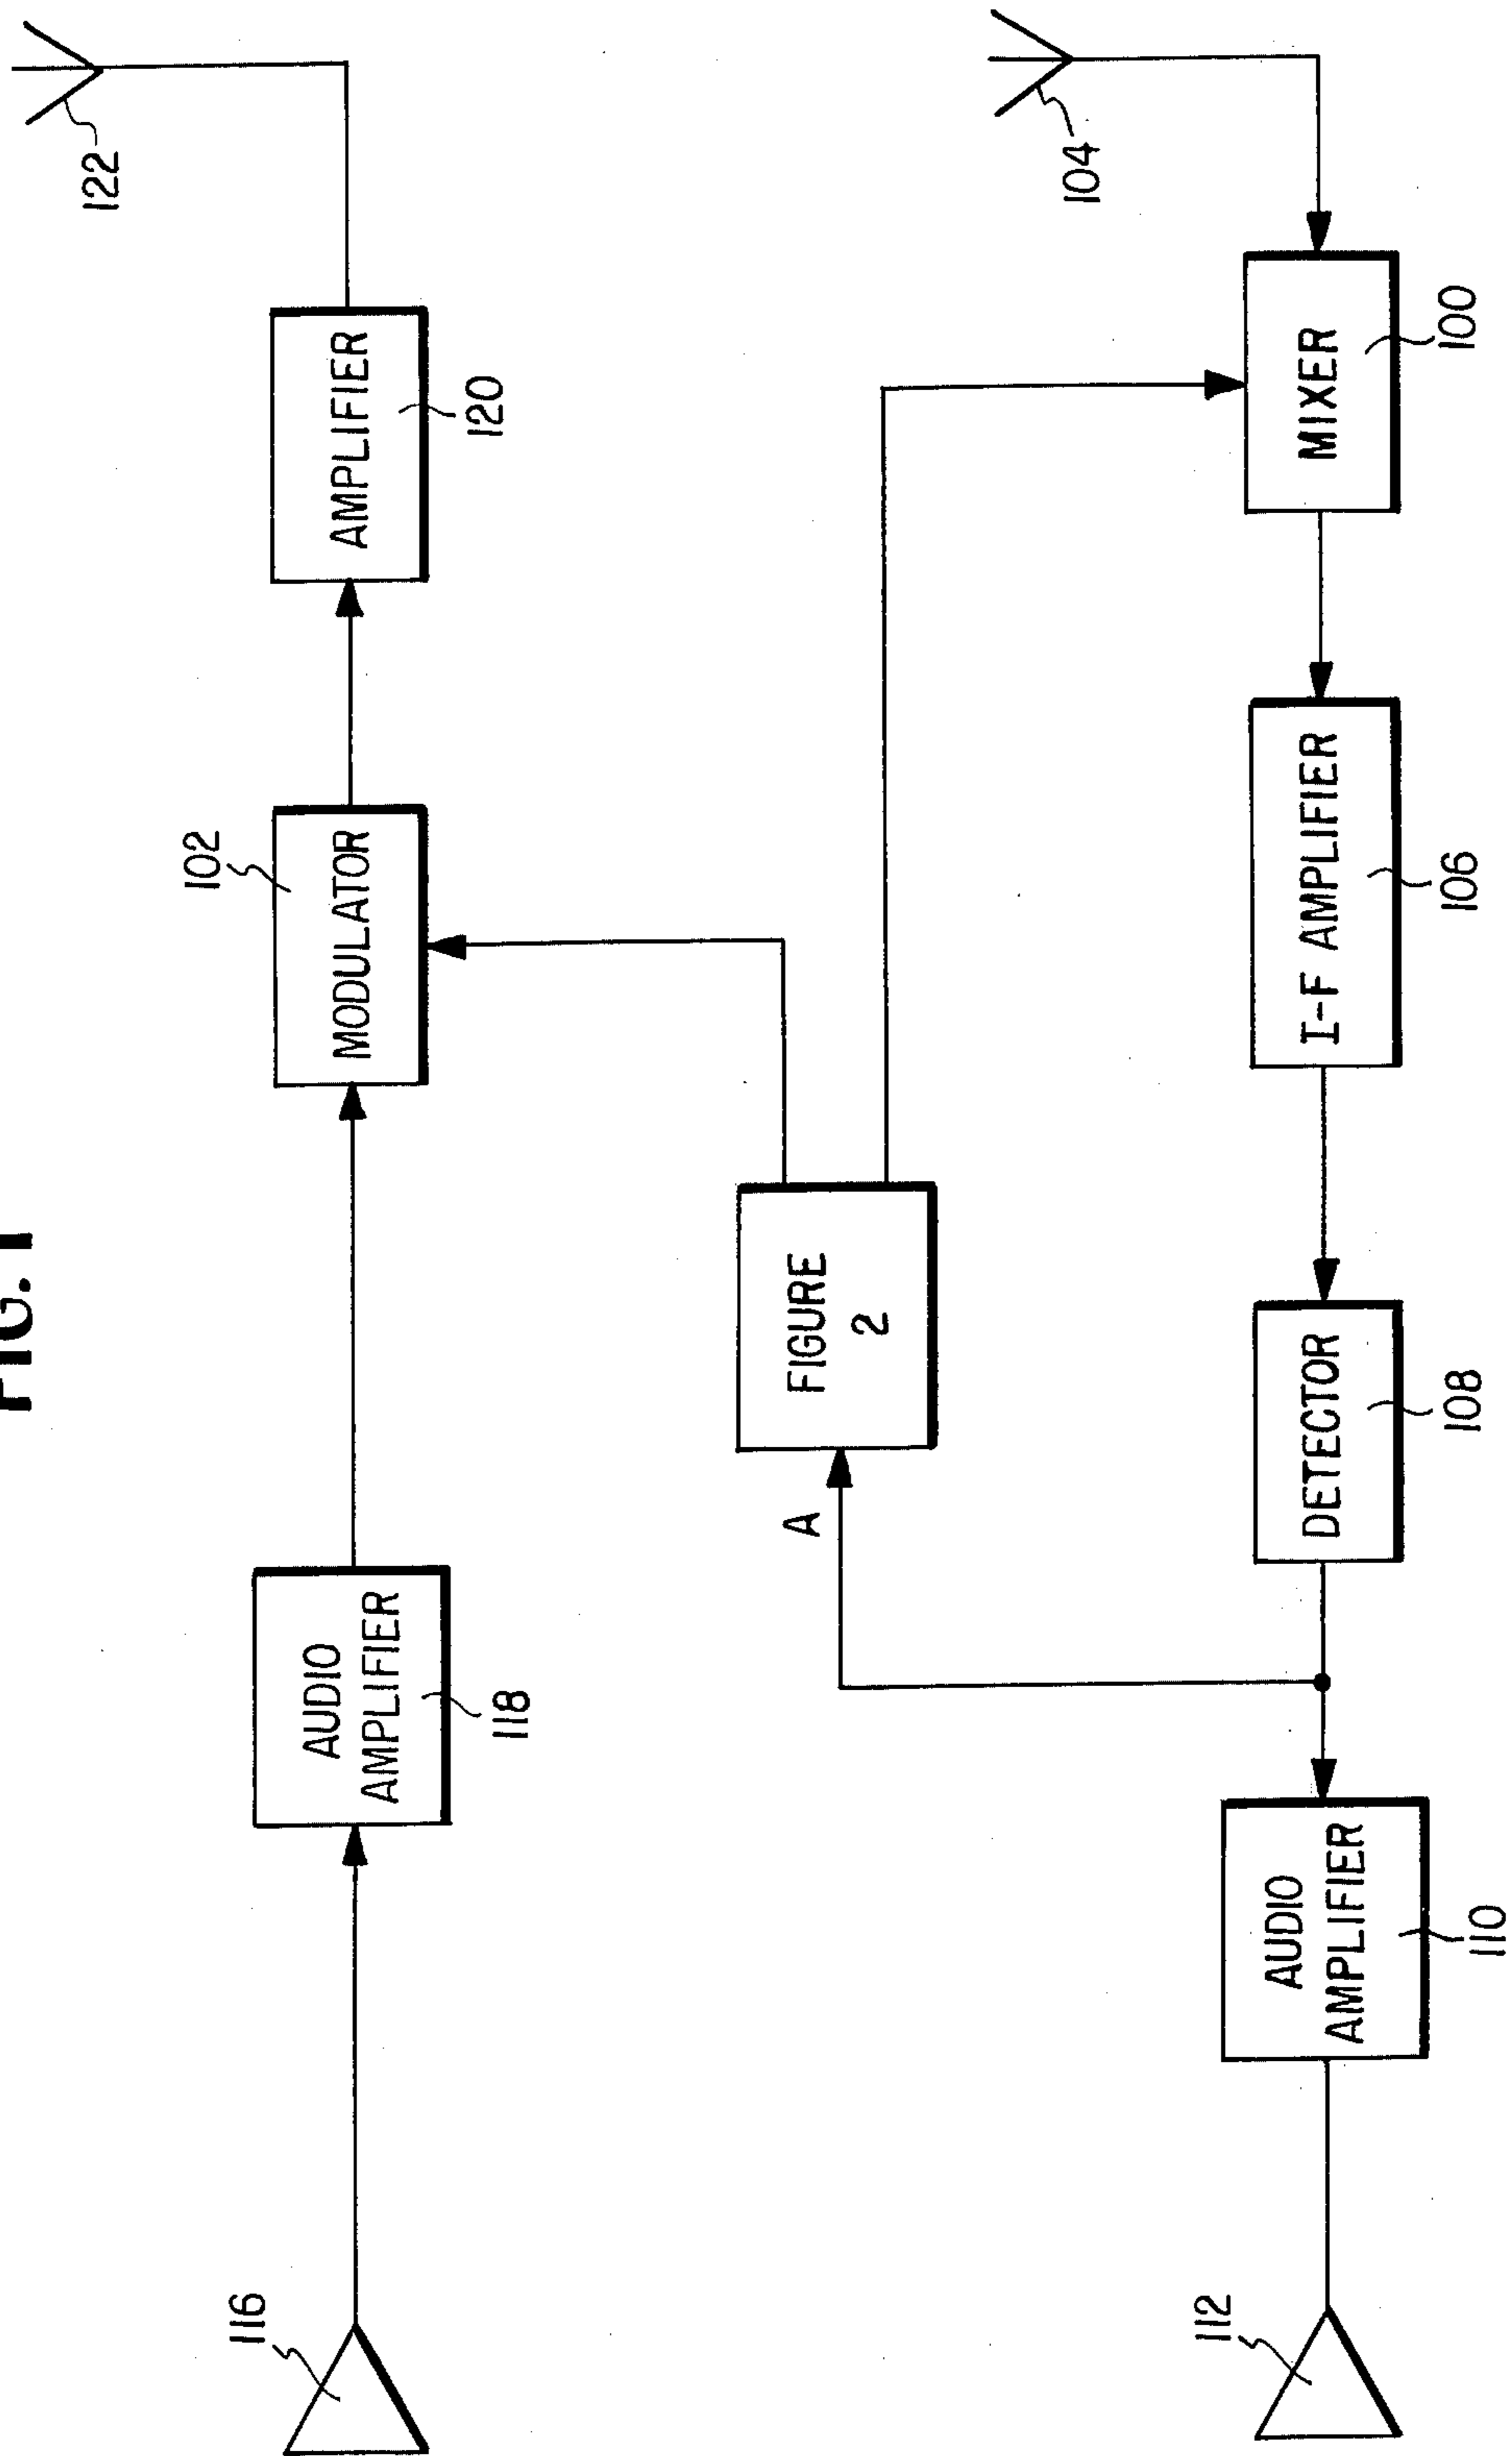 FIG. 1
116
AUDIO
AMPLIFIER
118
102
MODULATOR
AMPLIFIER
120
122
A
FIGURE
2
112
AUDIO
AMPLIFIER
110
DETECTOR
108
I-F AMPLIFIER
106
MIXER
100
104